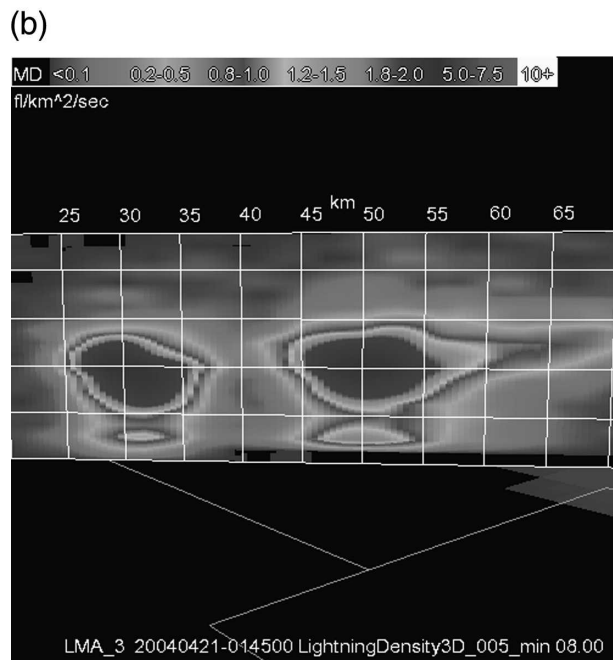 (b)
MD <0.1 0.2-0.5 0.8-1.0 1.2-1.5 1.8-2.0 5.0-7.5 10+
fl/km^2/sec
km
25 30 35 40 45 50 55 60 65
LMA_3 20040421-014500 LightningDensity3D_005_min 08.00